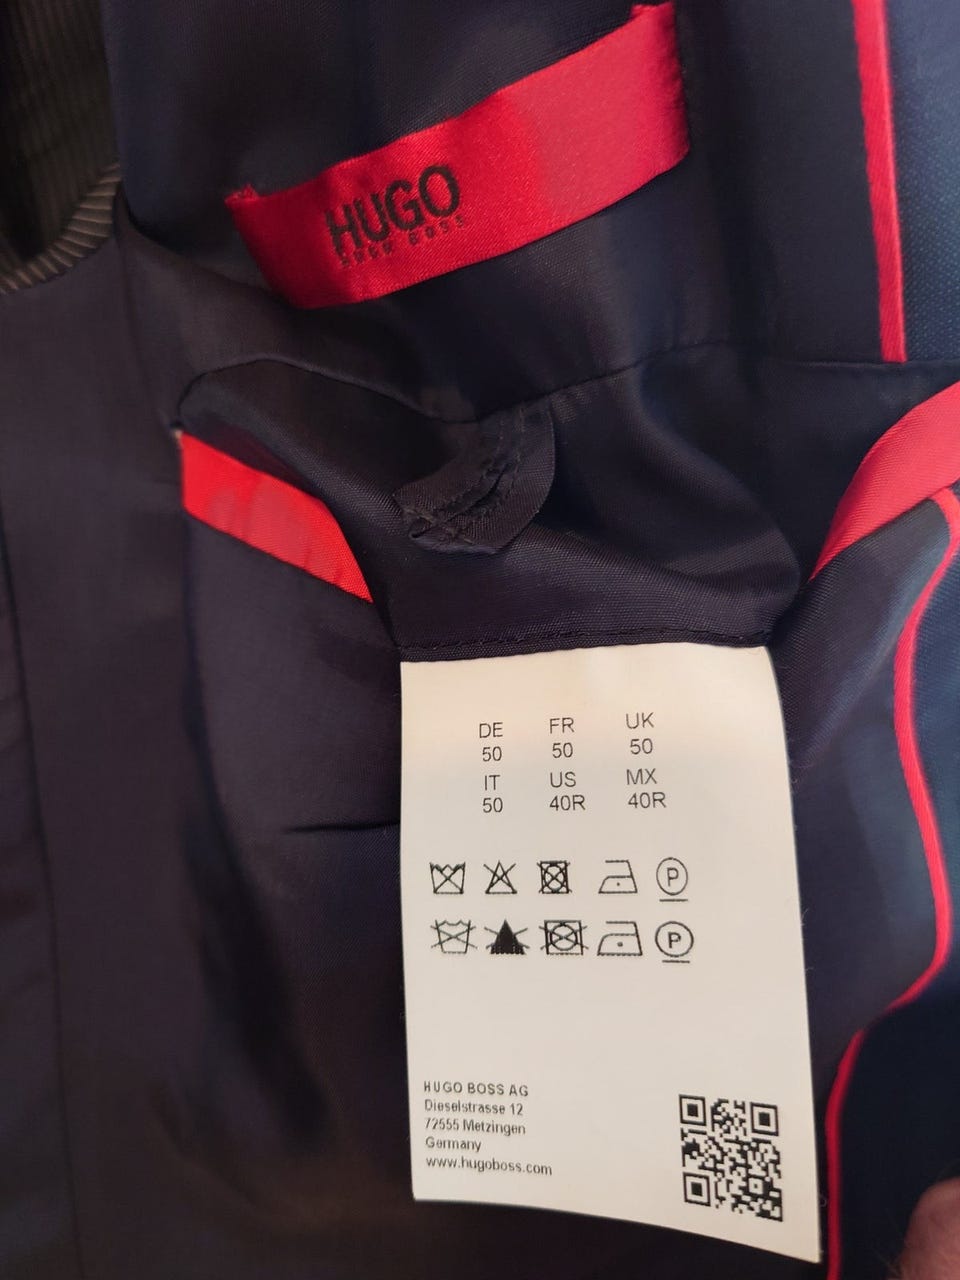 HUGO
HUGO BOSS
DE FR UK
50 50 50
IT US MX
50 40R 40R
P
P
HUGO BOSS AG
Dieselstrasse 12
72555 Metzingen
Germany
www.hugoboss.com